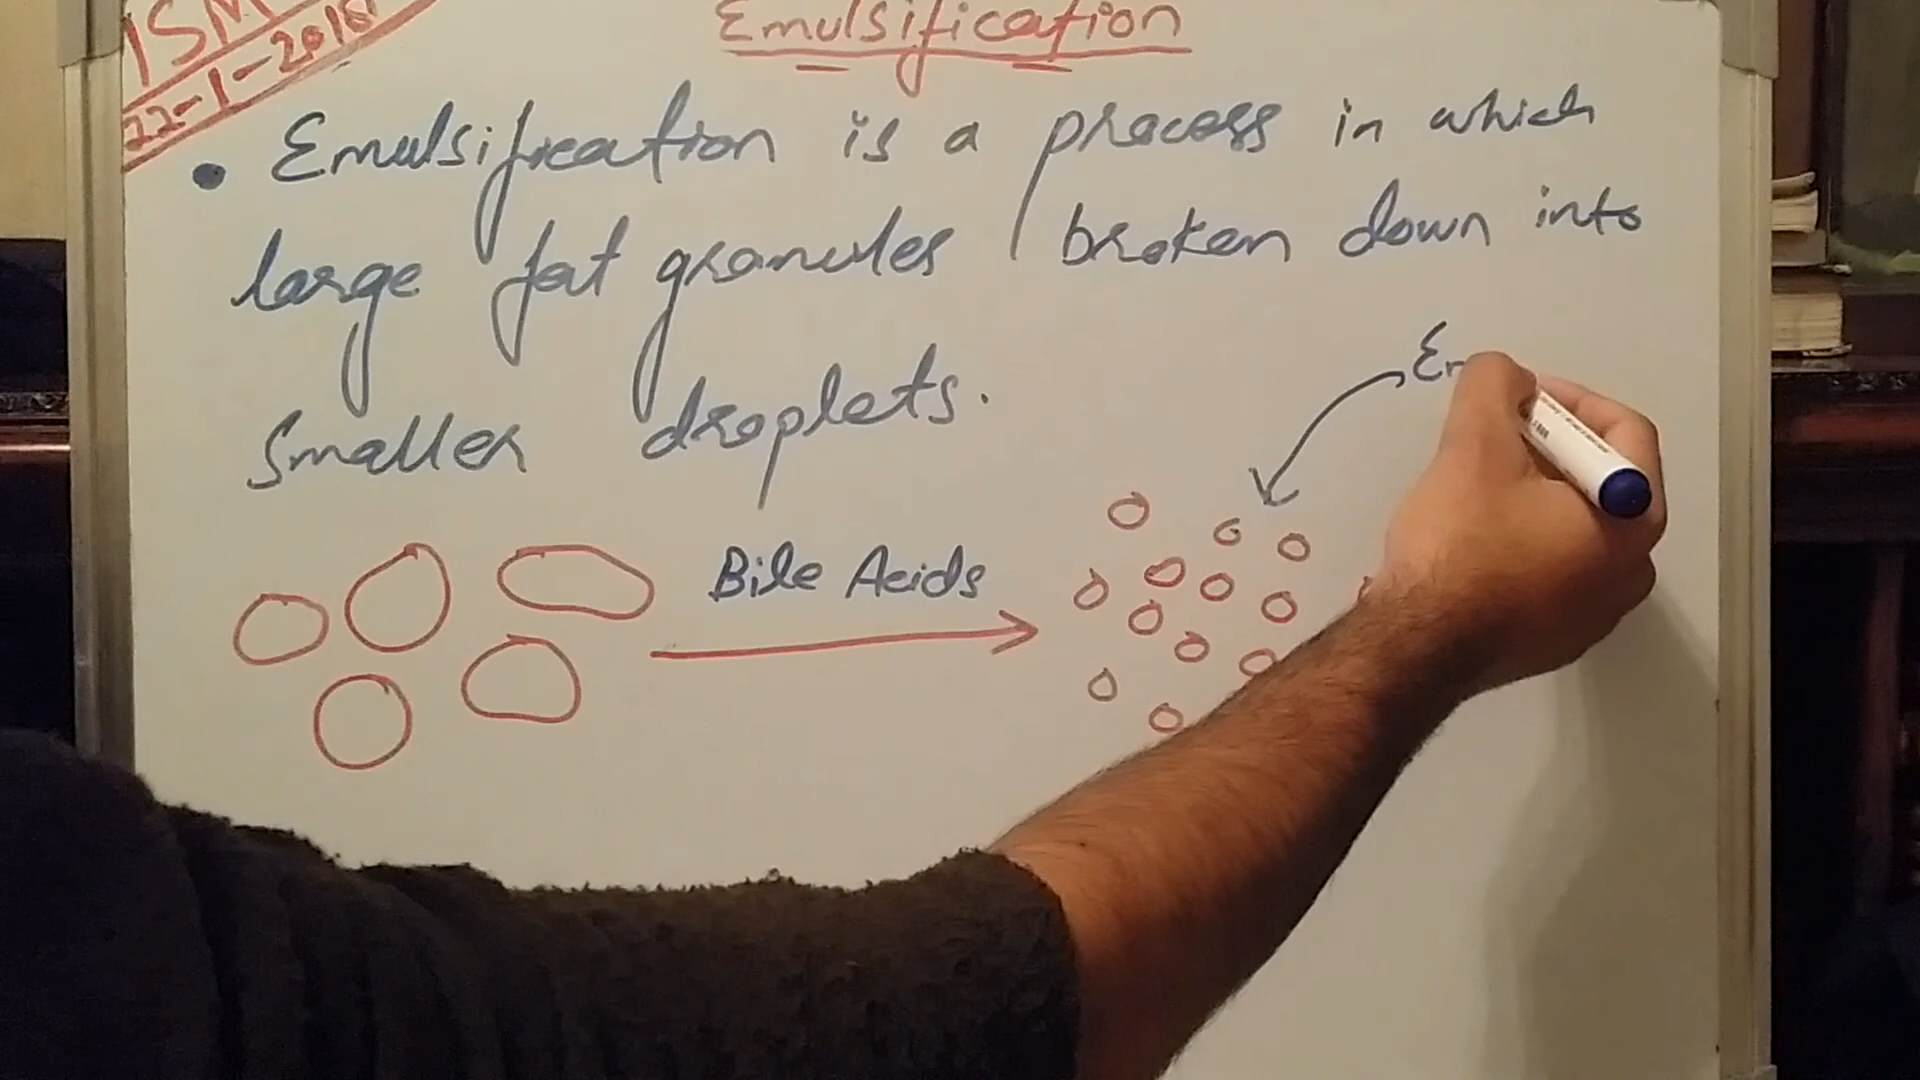 ISM
22-1-2018
Emulsification
• Emulsification is a process in which
large fat granules broken down into
smaller droplets.
Em
Bile Acids